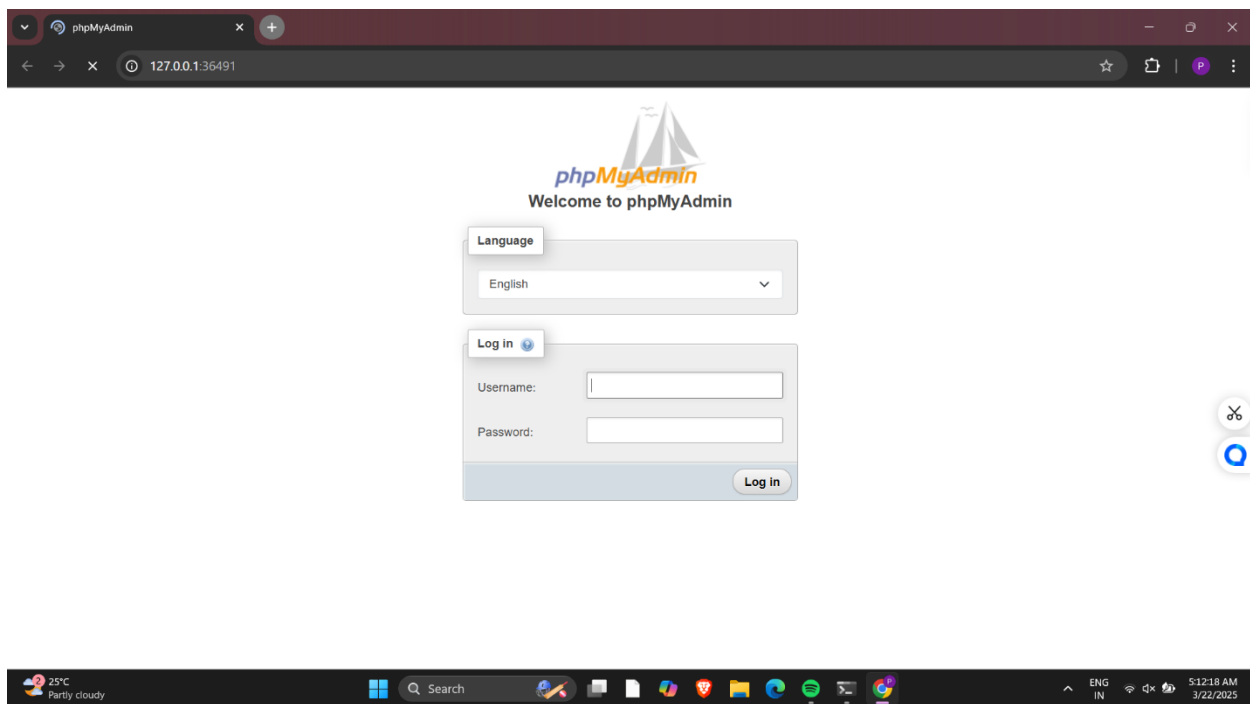 phpMyAdmin
127.0.0.1:36491
P
phpMyAdmin
Welcome to phpMyAdmin
Language
English
Log in
Username:
Password:
Log in
2
25°C
Partly cloudy
Search
P
ENG
IN
5:12:18 AM
3/22/2025